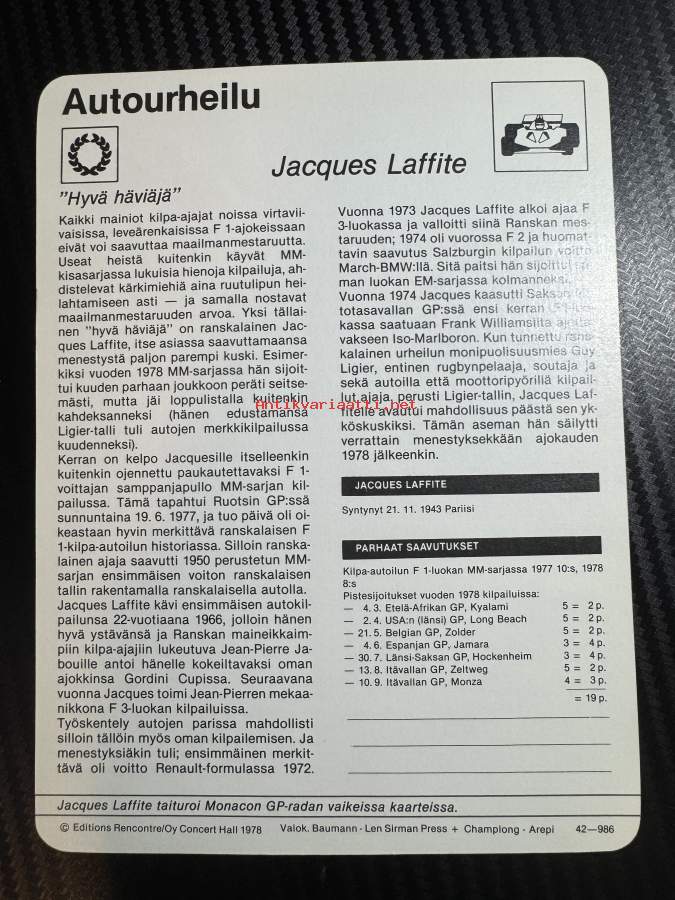 Autourheilu
Jacques Laffite
"Hyvä häviäjä"
Kaikki mainiot kilpa-ajajat noissa virtavii-
vaisissa, leveärenkaisissa F 1-ajokeissaan
eivät voi saavuttaa maailmanmestaruutta.
Useat heistä kuitenkin käyvät MM-
kisasarjassa lukuisia hienoja kilpailuja, ah-
distelevat kärkimiehiä aina ruutulipun hei-
lahtamiseen asti — ja samalla nostavat
maailmanmestaruuden arvoa. Yksi tällai-
nen "hyvä häviäjä" on ranskalainen Jac-
ques Laffite, itse asiassa saavuttamaansa
menestystä paljon parempi kuski. Esimer-
kiksi vuoden 1978 MM-sarjassa hän sijoit-
tui kuuden parhaan joukkoon peräti seitse-
mästi, mutta jäi loppulistalla kuitenkin
kahdeksanneksi (hänen edustamansa
Ligier-talli tuli autojen merkkikilpailussa
kuudenneksi).
Kerran on kelpo Jacquesille itselleenkin
kuitenkin ojennettu paukautettavaksi F 1-
voittajan samppanjapullo MM-sarjan kil-
pailussa. Tämä tapahtui Ruotsin GP:ssä
sunnuntaina 19. 6. 1977, ja tuo päivä oli oi-
keastaan hyvin merkittävä ranskalaisen F
1-kilpa-autoilun historiassa. Silloin ranska-
lainen ajaja saavutti 1950 perustetun MM-
sarjan ensimmäisen voiton ranskalaisen
tallin rakentamalla ranskalaisella autolla.
Jacques Laffite kävi ensimmäisen autokil-
pailunsa 22-vuotiaana 1966, jolloin hänen
hyvä ystävänsä ja Ranskan maineikkaim-
piin kilpa-ajajiin lukeutuva Jean-Pierre Ja-
bouille antoi hänelle kokeiltavaksi oman
ajokkinsa Gordini Cupissa. Seuraavana
vuonna Jacques toimi Jean-Pierren mekaa-
nikkona F 3-luokan kilpailuissa.
Työskentely autojen parissa mahdollisti
silloin tällöin myös oman kilpailemisen. Ja
menestyksiäkin tuli; ensimmäinen merkit-
tävä oli voitto Renault-formulassa 1972.
Vuonna 1973 Jacques Laffite alkoi ajaa F
3-luokassa ja valloitti siinä Ranskan mes-
taruuden; 1974 oli vuorossa F 2 ja huomat-
tavin saavutus Salzburgin kilpailun voitto
March-BMW:llä. Sitä paitsi hän sijoittui
man luokan EM-sarjassa kolmanneksi.
Vuonna 1974 Jacques kaasutti Saksan
totasavallan GP:ssä ensi kerran
kassa saatuaan Frank Williamsilta
vakseen Iso-Marlboron. Kun tunnettu rans-
kalainen urheilun monipuolisuusmies Guy
Ligier, entinen rugbynpelaaja, soutaja ja
sekä autoilla että moottoripyörillä kilpail-
lut ajaja, perusti Ligier-tallin, Jacques Laf-
fitelle avautui mahdollisuus päästä sen yk-
köskuskiksi. Tämän aseman hän säilytti
verrattain menestyksekkään ajokauden
1978 jälkeenkin.
Antikvariaatti.net
JACQUES LAFFITE
Syntynyt 21. 11. 1943 Pariisi
PARHAAT SAAVUTUKSET
Kilpa-autoilun F 1-luokan MM-sarjassa 1977 10:s, 1978
8:s
Pistesijoitukset vuoden 1978 kilpailuissa:
— 4. 3. Etelä-Afrikan GP, Kyalami 5 = 2 p.
— 2. 4. USA:n (länsi) GP, Long Beach 5 = 2 p.
— 21. 5. Belgian GP, Zolder 5 = 2 p.
— 4. 6. Espanjan GP, Jamara 3 = 4 p.
— 30. 7. Länsi-Saksan GP, Hockenheim 3 = 4 p.
— 13. 8. Itävallan GP, Zeltweg 5 = 2 p.
— 10. 9. Itävallan GP, Monza 4 = 3 p.
= 19 p.
Jacques Laffite taituroi Monacon GP-radan vaikeissa kaarteissa.
© Editions Rencontre/Oy Concert Hall 1978 Valok. Baumann · Len Sirman Press + Champlong - Arepi 42—986